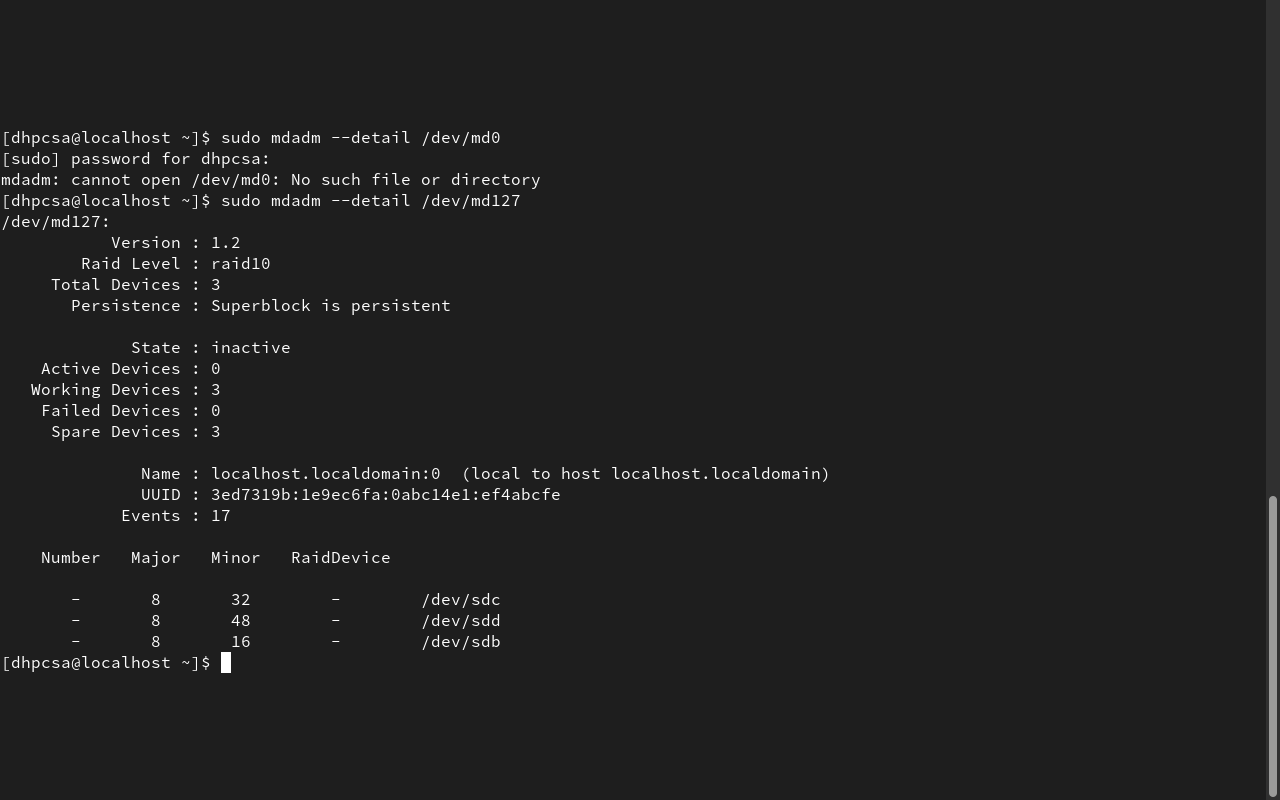 [dhpcsa@localhost ~]$ sudo mdadm --detail /dev/md0
[sudo] password for dhpcsa:
mdadm: cannot open /dev/md0: No such file or directory
[dhpcsa@localhost ~]$ sudo mdadm --detail /dev/md127
/dev/md127:
           Version : 1.2
        Raid Level : raid10
     Total Devices : 3
       Persistence : Superblock is persistent

             State : inactive
    Active Devices : 0
   Working Devices : 3
    Failed Devices : 0
     Spare Devices : 3

              Name : localhost.localdomain:0  (local to host localhost.localdomain)
              UUID : 3ed7319b:1e9ec6fa:0abc14e1:ef4abcfe
            Events : 17

    Number   Major   Minor   RaidDevice

       -       8       32        -        /dev/sdc
       -       8       48        -        /dev/sdd
       -       8       16        -        /dev/sdb
[dhpcsa@localhost ~]$